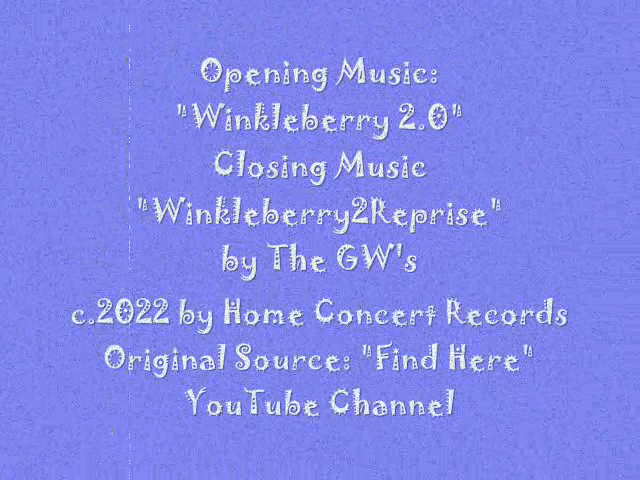 Opening Music:
"Winkleberry 2.0"
Closing Music
"Winkleberry2Reprise"
by The GW's
c.2022 by Home Concert Records
Original Source: "Find Here"
YouTube Channel